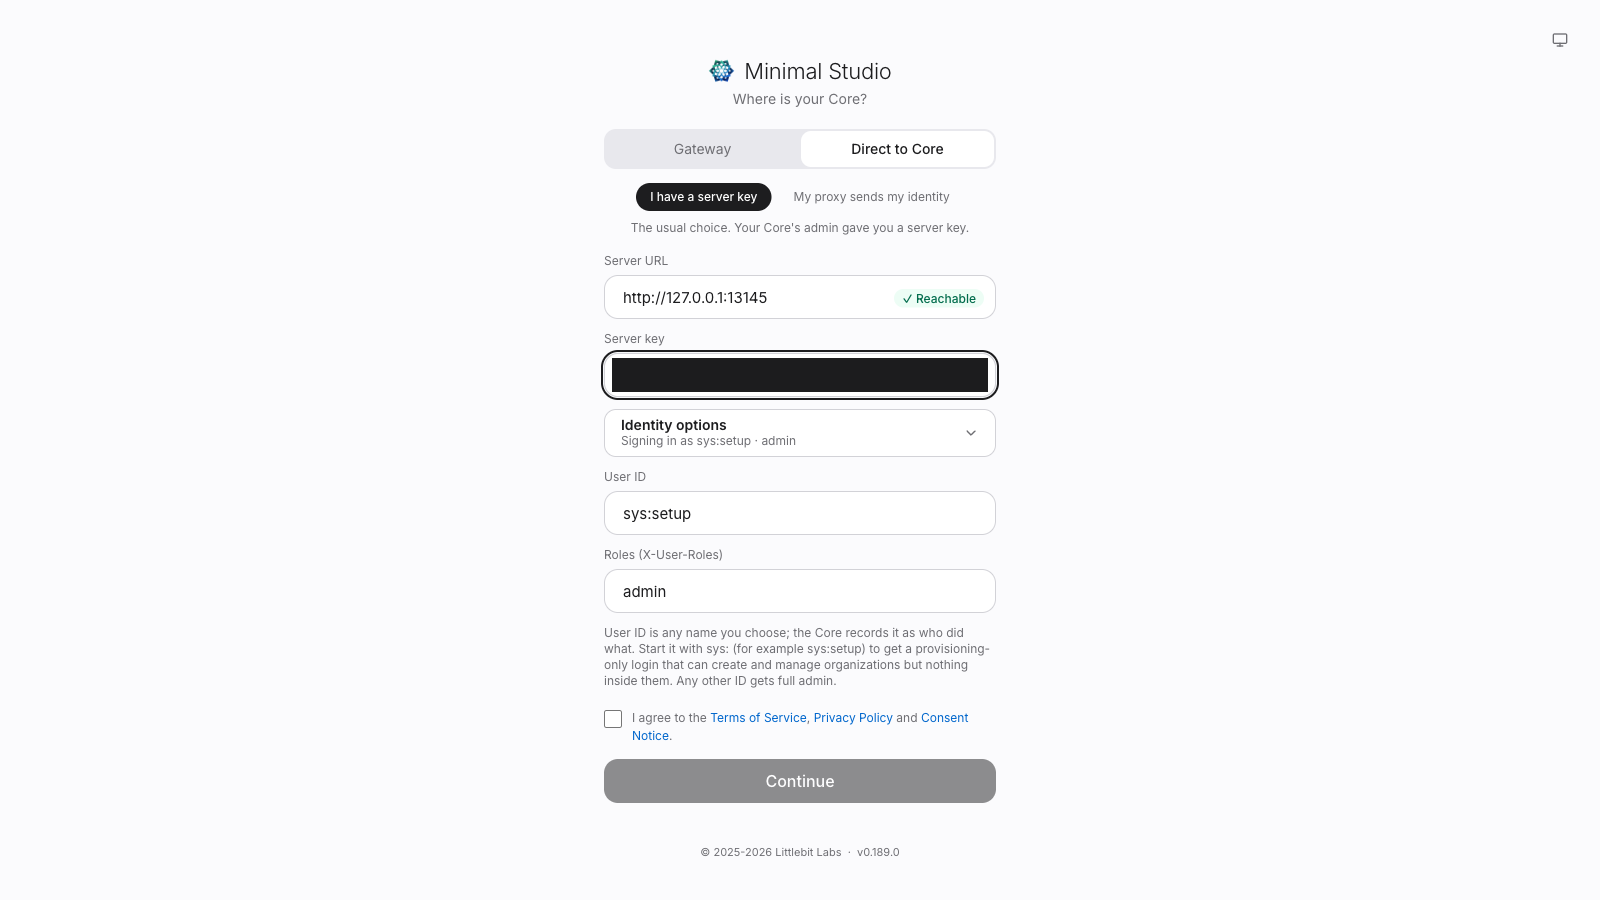 Minimal Studio
Where is your Core?
Gateway
Direct to Core
I have a server key
My proxy sends my identity
The usual choice. Your Core's admin gave you a server key.
Server URL
http://127.0.0.1:13145
✓ Reachable
Server key
Identity options
Signing in as sys:setup · admin
User ID
sys:setup
Roles (X-User-Roles)
admin
User ID is any name you choose; the Core records it as who did
what. Start it with sys: (for example sys:setup) to get a provisioning-
only login that can create and manage organizations but nothing
inside them. Any other ID gets full admin.
I agree to the Terms of Service, Privacy Policy and Consent
Notice.
Continue
© 2025-2026 Littlebit Labs · v0.189.0